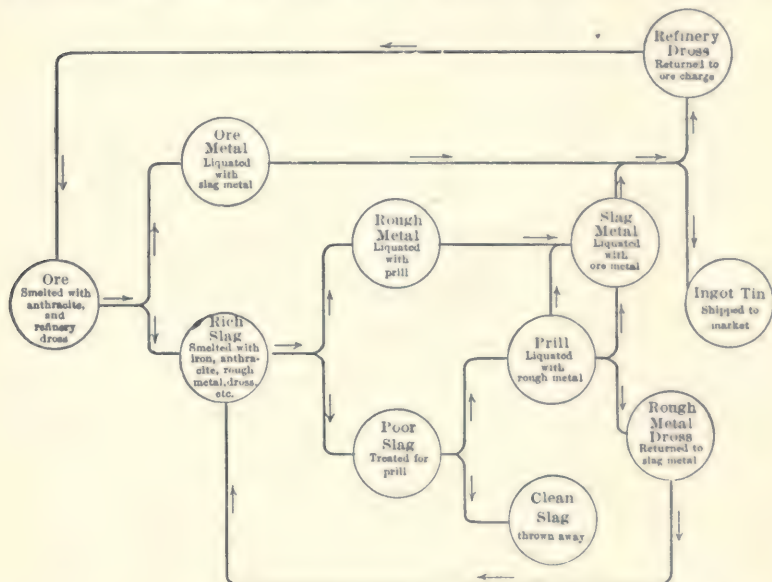 Refinery
Dross
Returned to
ore charge
Ore
Metal
Liquated
with
slag metal
Rough
Metal
Liquated
with
prill
Slag
Metal
Liquated
with
ore metal
Ore
Smelted with
anthracite,
and
refinery
dross
Rich
Slag
Smelted with
iron, anthra-
cite, rough
metal, dross,
etc.
Prill
Liquated
with
rough metal
Ingot Tin
Shipped to
market
Poor
Slag
Treated for
prill
Rough
Metal
Dross
Returned to
slag metal
Clean
Slag
thrown away